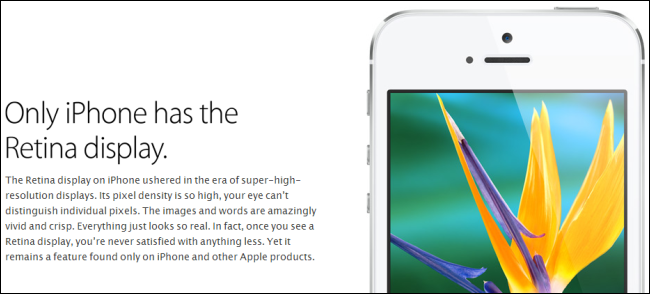 Only iPhone has the
Retina display.
The Retina display on iPhone ushered in the era of super-high-
resolution displays. Its pixel density is so high, your eye can't
distinguish individual pixels. The images and words are amazingly
vivid and crisp. Everything just looks so real. In fact, once you see a
Retina display, you're never satisfied with anything less. Yet it
remains a feature found only on iPhone and other Apple products.